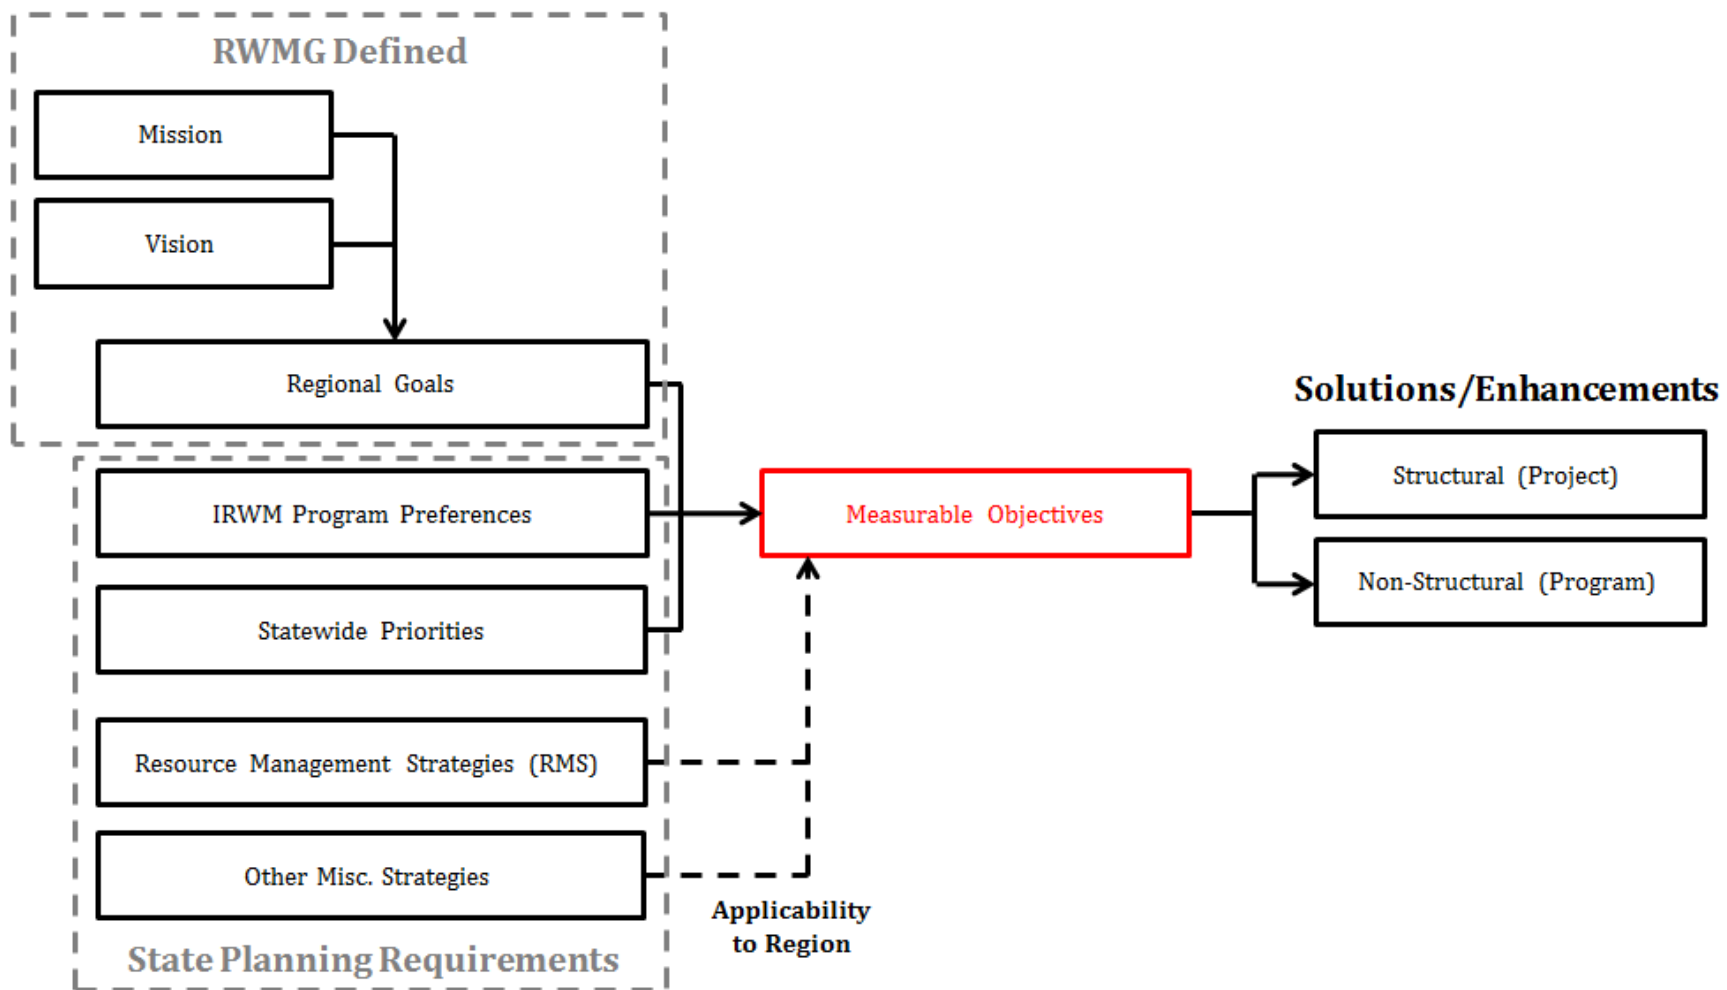 RWMG Defined
Mission
Vision
Regional Goals
IRWM Program Preferences
Statewide Priorities
Resource Management Strategies (RMS)
Other Misc. Strategies
State Planning Requirements
Measurable Objectives
Applicability
to Region
Solutions/Enhancements
Structural (Project)
Non-Structural (Program)